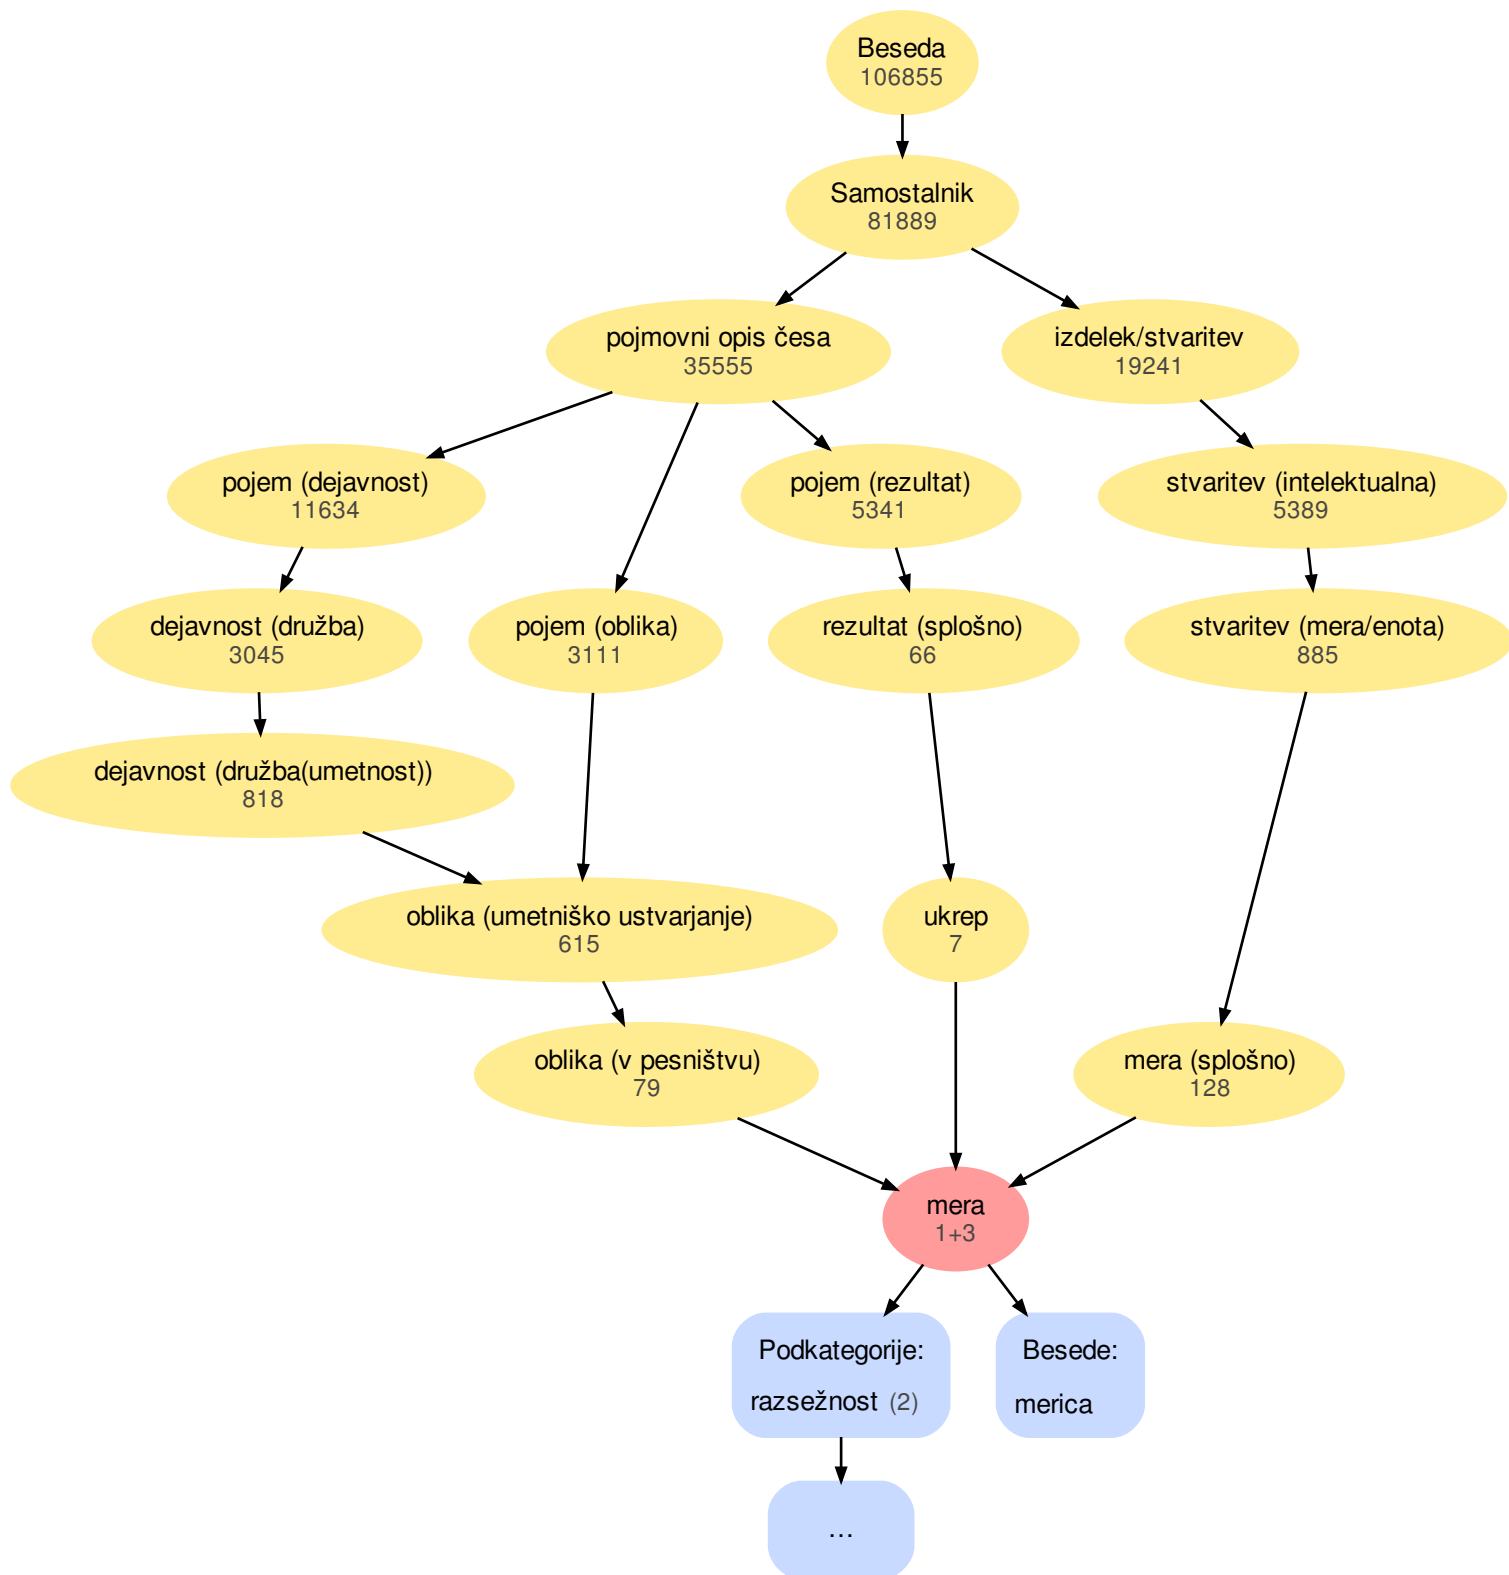 Beseda
106855
Samostalnik
81889
pojmovni opis česa
35555
izdelek/stvaritev
19241
pojem (dejavnost)
11634
pojem (rezultat)
5341
stvaritev (intelektualna)
5389
dejavnost (družba)
3045
pojem (oblika)
3111
rezultat (splošno)
66
stvaritev (mera/enota)
885
dejavnost (družba(umetnost))
818
oblika (umetniško ustvarjanje)
615
ukrep
7
oblika (v pesništvu)
79
mera (splošno)
128
mera
1+3
Podkategorije:
razsežnost (2)
Besede:
merica
…